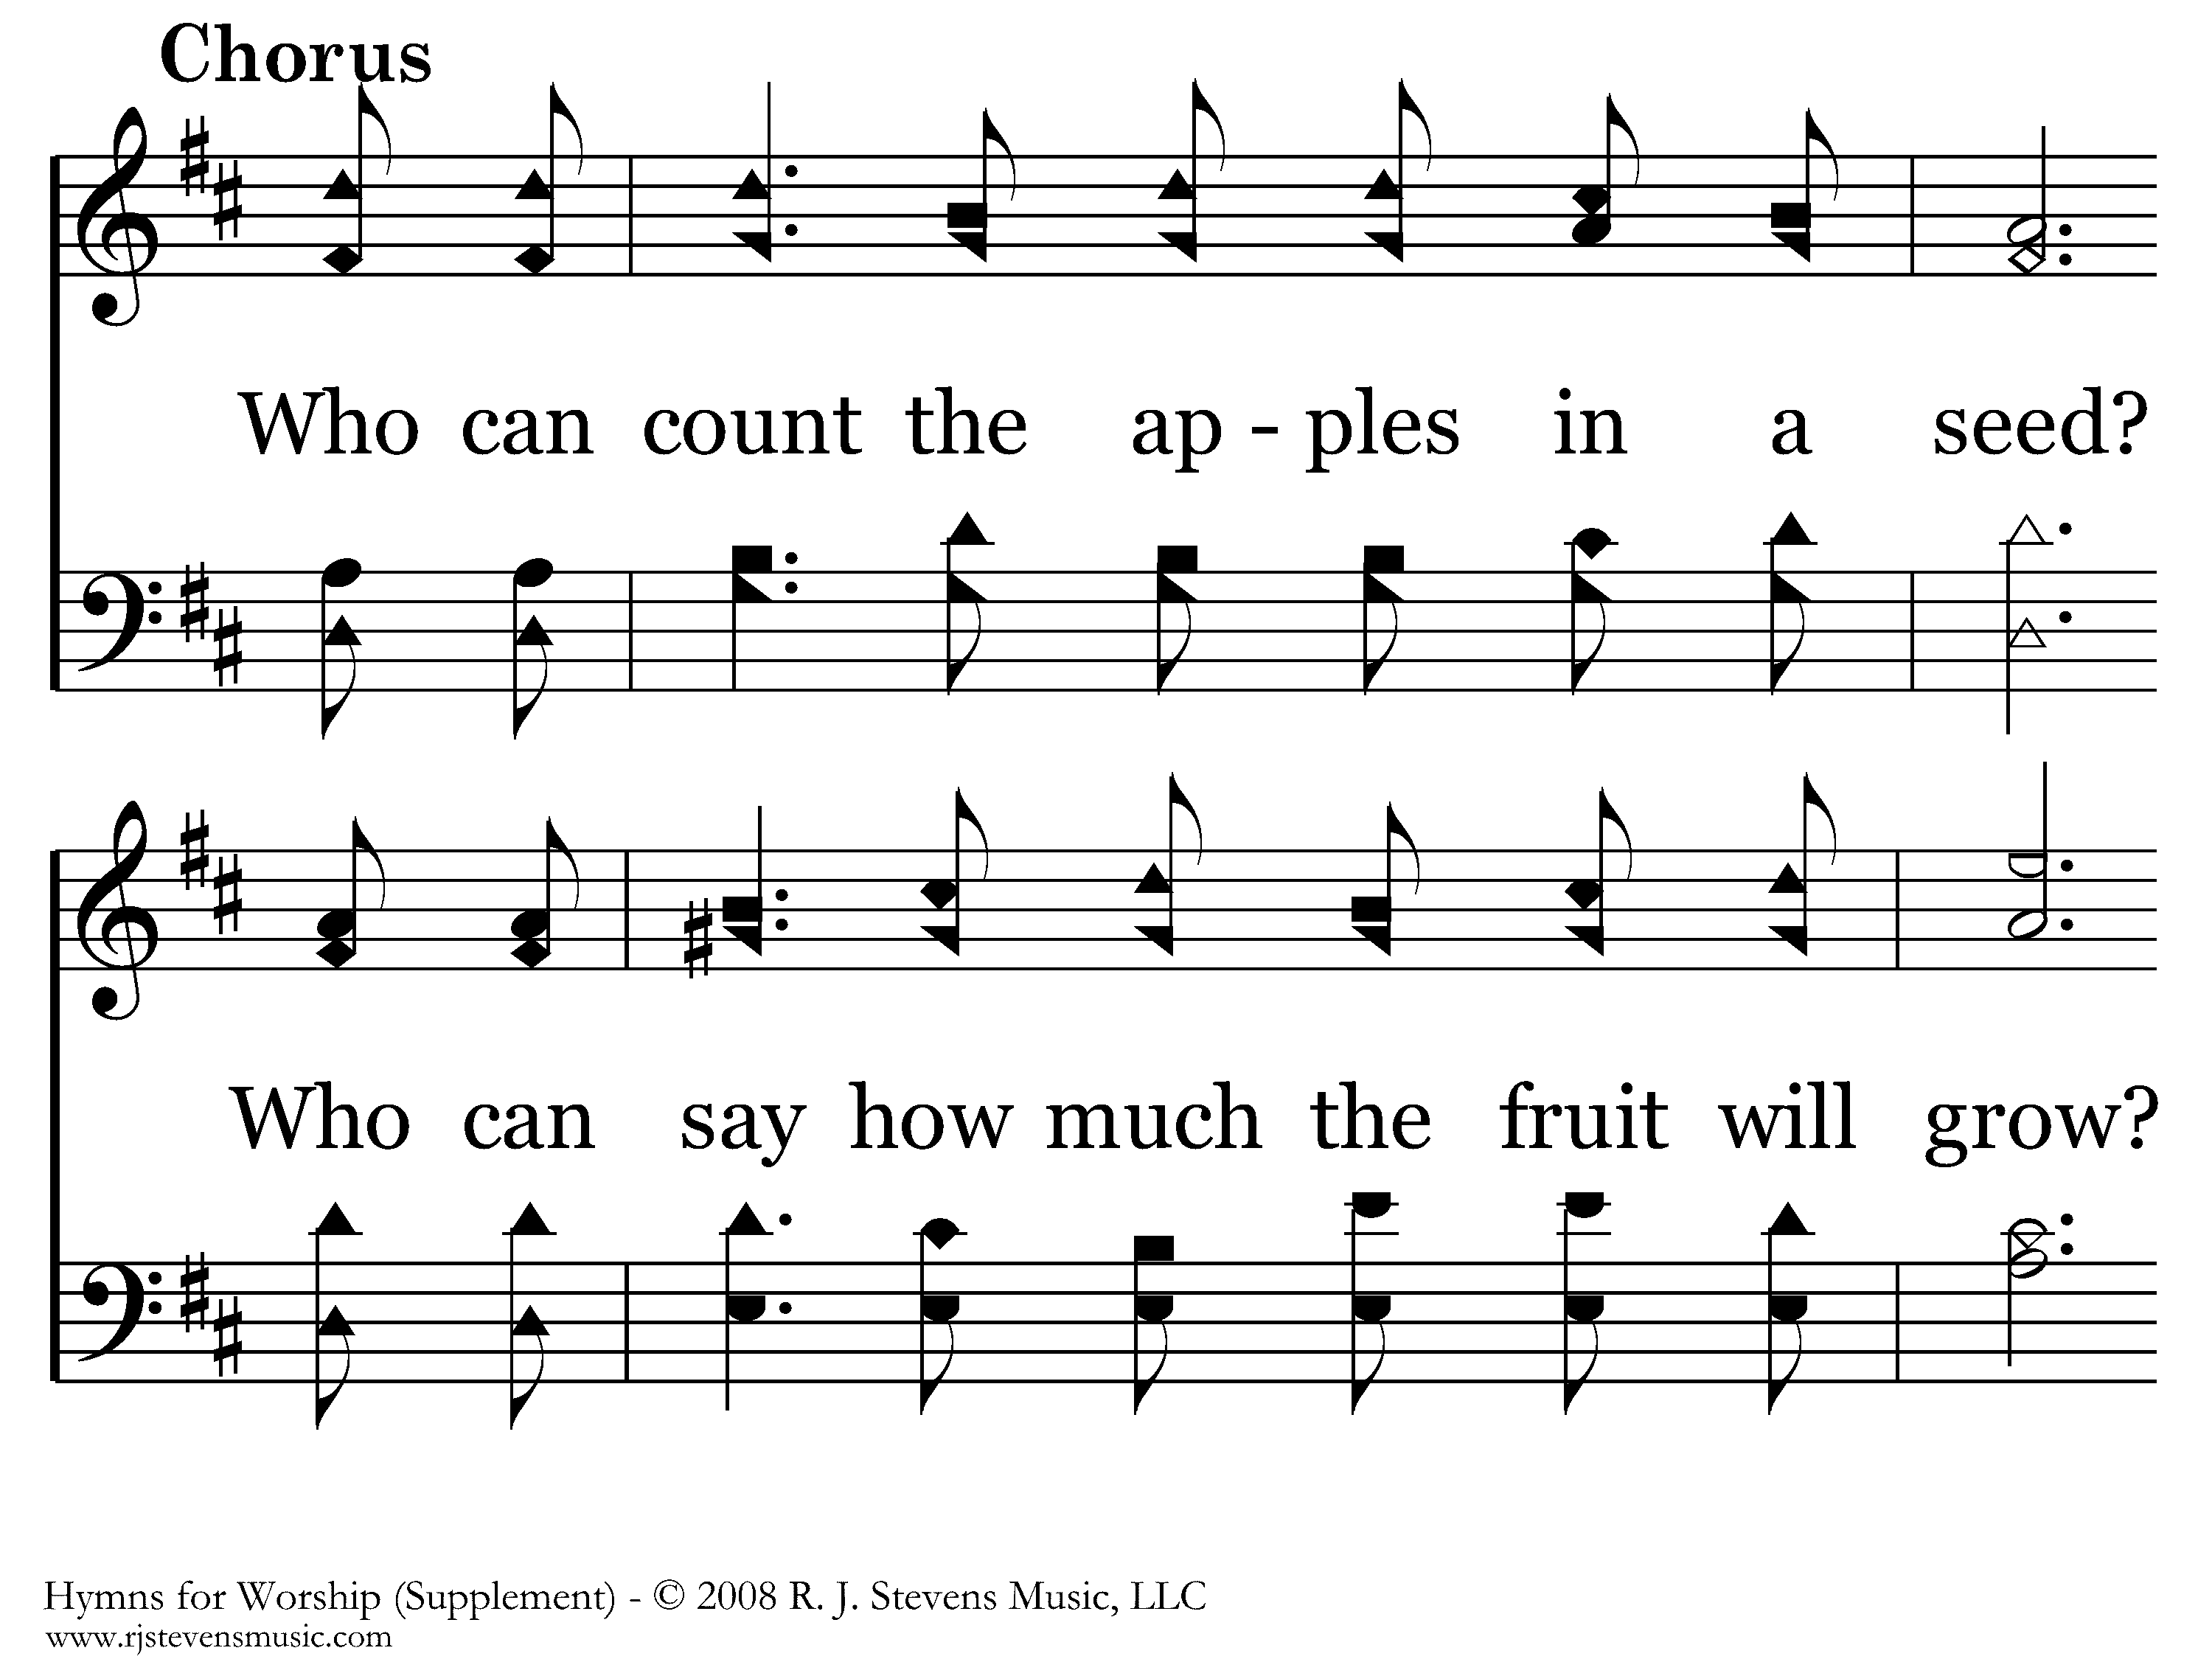 Chorus
Who can count the ap - ples in a seed?
Who can say how much the fruit will grow?
Hymns for Worship (Supplement) - © 2008 R. J. Stevens Music, LLC
www.rjstevensmusic.com